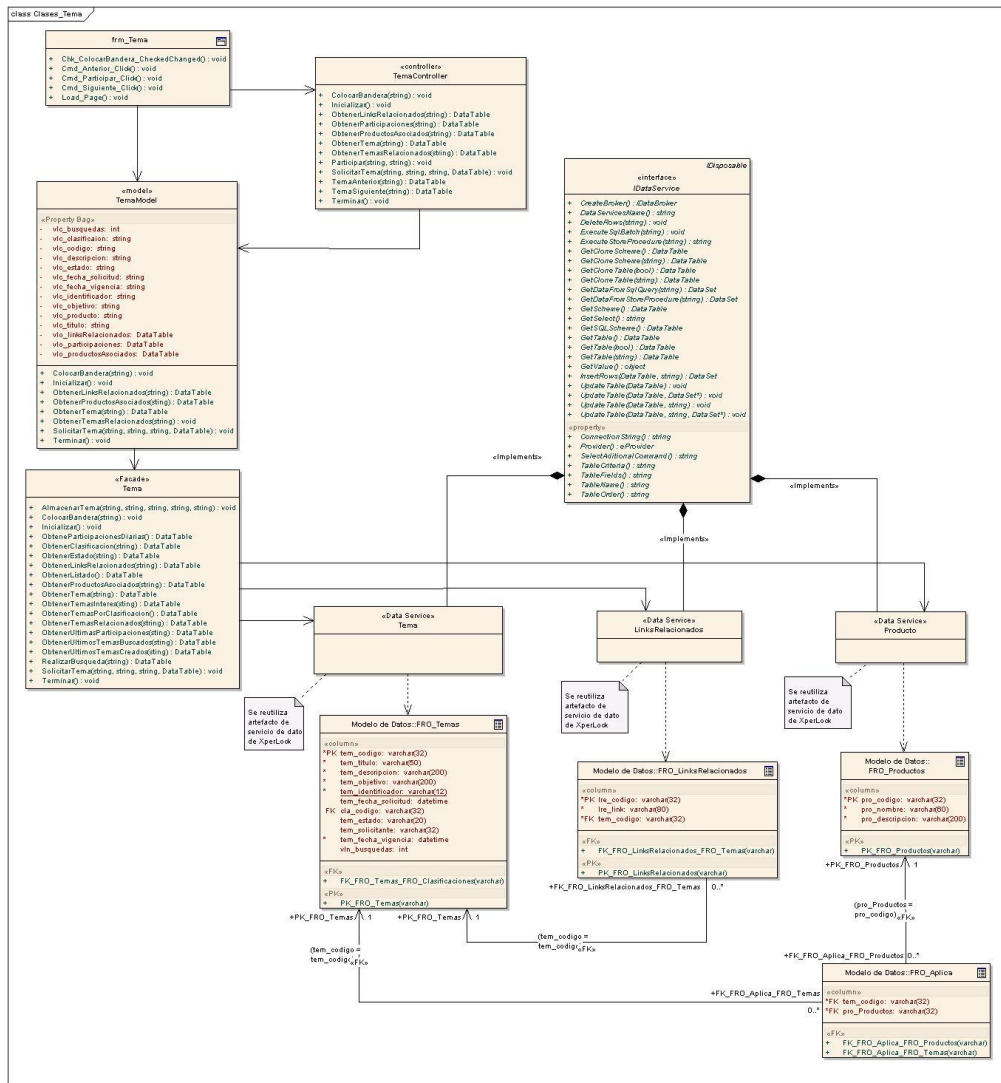 class Clases_Tema
frm_Tema
+ Chk_ColocarBandera_CheckedChanged() : void
+ Cmd_Anterior_Click() : void
+ Cmd_Participar_Click() : void
+ Cmd_Siguiente_Click() : void
+ Load_Page() : void
«controller»
TemaController
+ ColocarBandera(string) : void
+ Inicializar() : void
+ ObtenerLinksRelacionados(string) : DataTable
+ ObtenerParticipaciones(string) : DataTable
+ ObtenerProductosAsociados(string) : DataTable
+ ObtenerTema(string) : DataTable
+ ObtenerTemasRelacionados(string) : DataTable
+ Participar(string, string) : void
+ SolicitarTema(string, string, string, DataTable) : void
+ TemaAnterior(string) : DataTable
+ TemaSiguiente(string) : DataTable
+ Terminar() : void
«model»
TemaModel
«Property Bag»
- vlc_busquedas: int
- vlc_clasificaion: string
- vlc_codigo: string
- vlc_descripcion: string
- vlc_estado: string
- vlc_fecha_solicitud: string
- vlc_fecha_vigencia: string
- vlc_identificador: string
- vlc_objetivo: string
- vlc_producto: string
- vlc_titulo: string
- vlo_linksRelacionados: DataTable
- vlo_participaciones: DataTable
- vlo_productosAsociados: DataTable
+ ColocarBandera(string) : void
+ Inicializar() : void
+ ObtenerLinksRelacionados(string) : DataTable
+ ObtenerProductosAsociados(string) : DataTable
+ ObtenerTema(string) : DataTable
+ ObtenerTemasRelacionados(string) : DataTable
+ SolicitarTema(string, string, string, DataTable) : void
+ Terminar() : void
IDisposable
«interface»
IDataService
+ CreateBroker() : IDataBroker
+ DataServicesName() : string
+ DeleteRows(string) : void
+ ExecuteSqlBatch(string) : void
+ ExecuteStoreProcedure(string) : string
+ GetCloneScheme() : DataTable
+ GetCloneScheme(string) : DataTable
+ GetCloneTable(bool) : DataTable
+ GetCloneTable(string) : DataTable
+ GetDataFromSqlQuery(string) : DataSet
+ GetDataFromStoreProcedure(string) : DataSet
+ GetScheme() : DataTable
+ GetSelect() : string
+ GetSQLScheme() : DataTable
+ GetTable() : DataTable
+ GetTable(bool) : DataTable
+ GetTable(string) : DataTable
+ GetValue() : object
+ InsertRows(DataTable, string) : DataSet
+ UpdateTable(DataTable) : void
+ UpdateTable(DataTable, DataSet*) : void
+ UpdateTable(DataTable, string) : void
+ UpdateTable(DataTable, string, DataSet*) : void
«property»
+ ConnectionString() : string
+ Provider() : eProvider
+ SelectAditionalCommand() : string
+ TableCriteria() : string
+ TableFields() : string
+ TableName() : string
+ TableOrder() : string
«Implements»
«Implements»
«Implements»
«Facade»
Tema
+ AlmacenarTema(string, string, string, string, string) : void
+ ColocarBandera(string) : void
+ Inicializar() : void
+ ObteneParticipacionesDiarias() : DataTable
+ ObtenerClasificacion(string) : DataTable
+ ObtenerEstado(string) : DataTable
+ ObtenerLinksRelacionados(string) : DataTable
+ ObtenerListado() : DataTable
+ ObtenerProductosAsociados(string) : DataTable
+ ObtenerTema(string) : DataTable
+ ObtenerTemasInteres(string) : DataTable
+ ObtenerTemasPorClasificacion() : DataTable
+ ObtenerTemasRelacionados(string) : DataTable
+ ObtenerUltimasParticipaciones(sting) : DataTable
+ ObtenerUltimosTemasBuscados() : DataTable
+ ObtenerUltimosTemasCreados() : DataTable
+ RealizarBusqueda(string) : DataTable
+ SolicitarTema(string, string, string, DataTable) : void
+ Terminar() : void
«Data Service»
Tema
«Data Service»
LinksRelacionados
«Data Service»
Producto
Se reutiliza
artefacto de
servicio de dato
de XperLook
Se reutiliza
artefacto de
servicio de dato
de XperLook
Se reutiliza
artefacto de
servicio de dato
de XperLook
Modelo de Datos::FRO_Temas
«column»
*PK tem_codigo: varchar(32)
* tem_titulo: varchar(50)
* tem_descripcion: varchar(200)
* tem_objetivo: varchar(200)
* tem_identificador: varchar(12)
tem_fecha_solicitud: datetime
FK cla_codigo: varchar(32)
tem_estado: varchar(20)
tem_solicitante: varchar(32)
* tem_fecha_vigencia: datetime
vln_busquedas: int
«FK»
+ FK_FRO_Temas_FRO_Clasificaciones(varchar)
«PK»
+ PK_FRO_Temas(varchar)
Modelo de Datos::FRO_LinksRelacionados
«column»
*PK lre_codigo: varchar(32)
* lre_link: varchar(80)
*FK tem_codigo: varchar(32)
«FK»
+ FK_FRO_LinksRelacionados_FRO_Temas(varchar)
«PK»
+ PK_FRO_LinksRelacionados(varchar)
Modelo de Datos::
FRO_Productos
«column»
*PK pro_codigo: varchar(32)
* pro_nombre: varchar(60)
* pro_descripcion: varchar(200)
«PK»
+ PK_FRO_Productos(varchar)
+PK_FRO_Productos 1
+FK_FRO_LinksRelacionados_FRO_Temas 0..*
+PK_FRO_Temas 1
+PK_FRO_Temas 1
(tem_codigo =
tem_codigo)
«FK»
(tem_codigo =
tem_codigo)
«FK»
(pro_Productos =
pro_codigo)
«FK»
+FK_FRO_Aplica_FRO_Productos 0..*
+FK_FRO_Aplica_FRO_Temas
0..*
Modelo de Datos::FRO_Aplica
«column»
*FK tem_codigo: varchar(32)
*FK pro_Productos: varchar(32)
«FK»
+ FK_FRO_Aplica_FRO_Productos(varchar)
+ FK_FRO_Aplica_FRO_Temas(varchar)